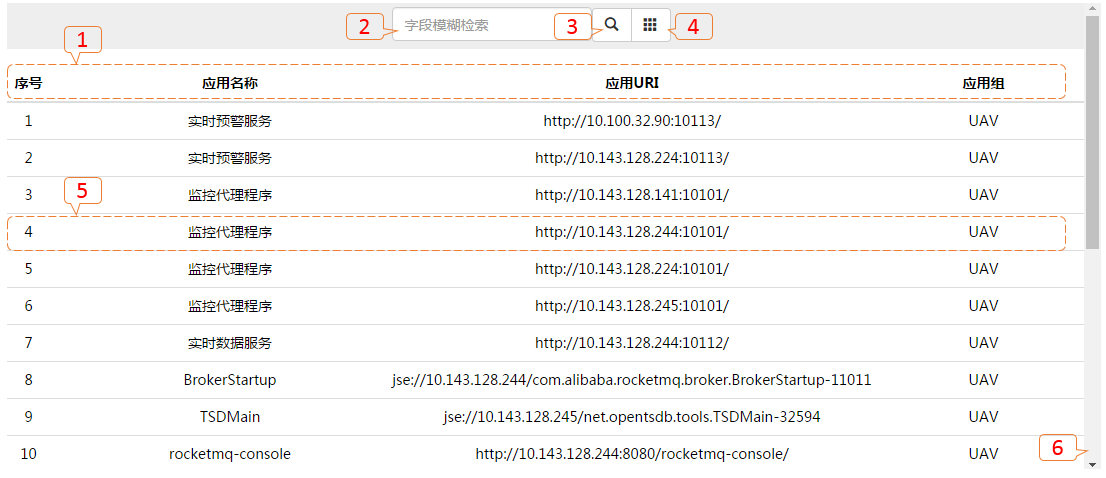 1
2
字段模糊检索
3
4
序号 应用名称 应用URI 应用组
1 实时预警服务 http://10.100.32.90:10113/ UAV
2 实时预警服务 http://10.143.128.224:10113/ UAV
3 监控代理程序 http://10.143.128.141:10101/ UAV
5
4 监控代理程序 http://10.143.128.244:10101/ UAV
5 监控代理程序 http://10.143.128.224:10101/ UAV
6 监控代理程序 http://10.143.128.245:10101/ UAV
7 实时数据服务 http://10.143.128.244:10112/ UAV
8 BrokerStartup jse://10.143.128.244/com.alibaba.rocketmq.broker.BrokerStartup-11011 UAV
9 TSDMain jse://10.143.128.245/net.opentsdb.tools.TSDMain-32594 UAV
10 rocketmq-console http://10.143.128.244:8080/rocketmq-console/ UAV
6